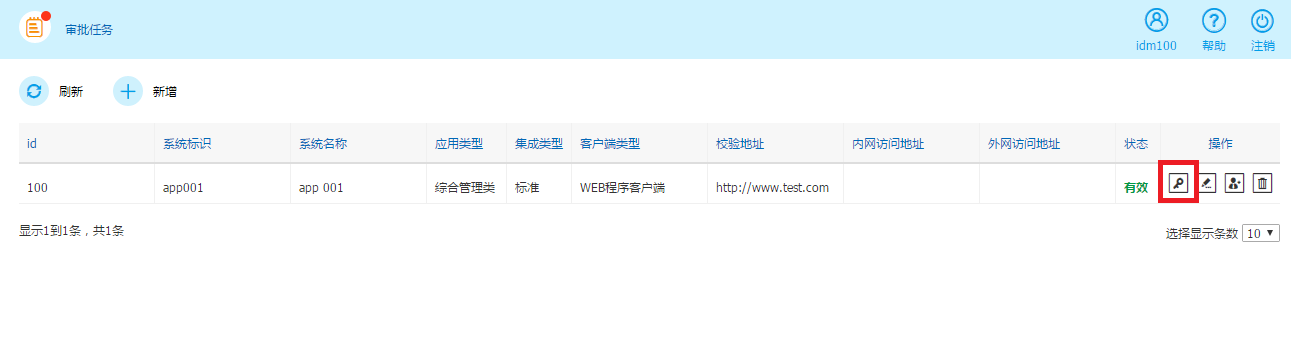 审批任务
idm100 帮助 注销
刷新 新增
id 系统标识 系统名称 应用类型 集成类型 客户端类型 校验地址 内网访问地址 外网访问地址 状态 操作
100 app001 app 001 综合管理类 标准 WEB程序客户端 http://www.test.com 有效
显示1到1条，共1条
选择显示条数 10